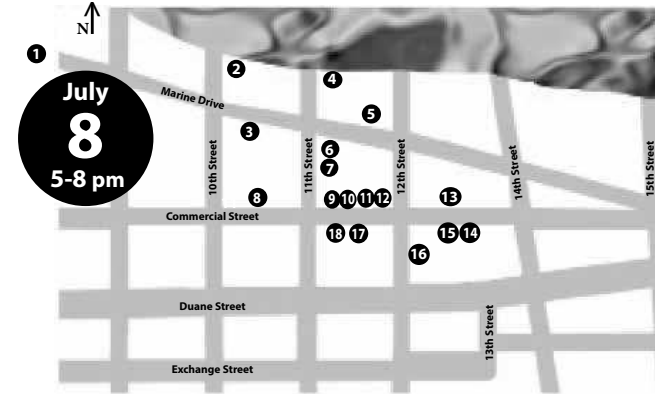 N
1
July
8
5-8 pm
2
4
Marine Drive
5
3
6
7
10th Street
11th Street
12th Street
14th Street
15th Street
8
9 10 11 12
13
Commercial Street
18 17
15 14
16
Duane Street
13th Street
Exchange Street